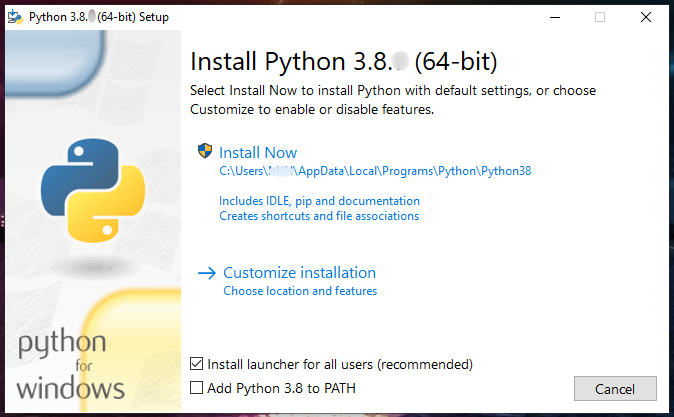 Python 3.8. (64-bit) Setup
Install Python 3.8. (64-bit)
Select Install Now to install Python with default settings, or choose
Customize to enable or disable features.
Install Now
C:\Users\ \AppData\Local\Programs\Python\Python38
Includes IDLE, pip and documentation
Creates shortcuts and file associations
Customize installation
Choose location and features
python
for
windows
Install launcher for all users (recommended)
Add Python 3.8 to PATH
Cancel